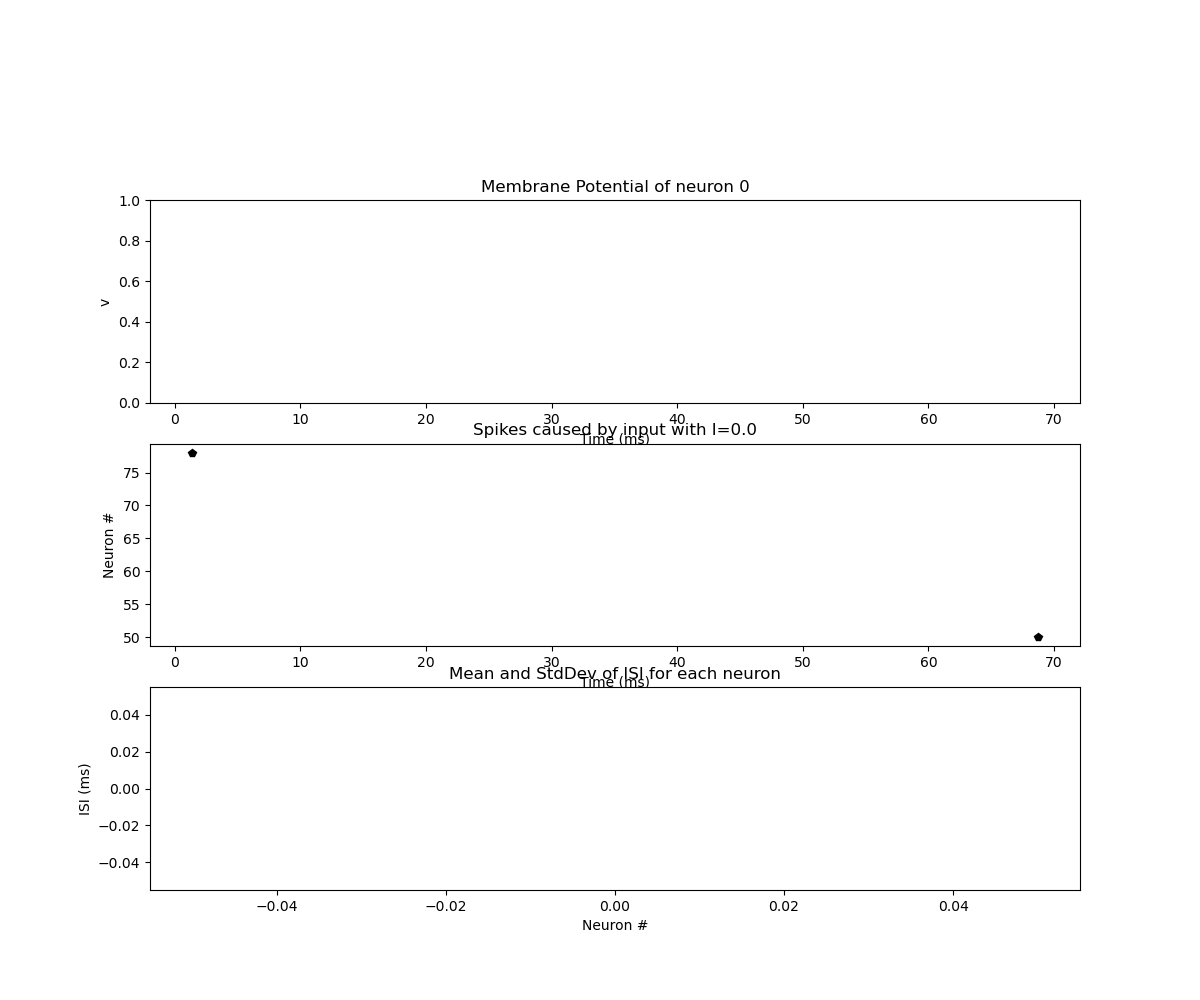 Membrane Potential of neuron 0
1.0
0.8
0.6
0.4
0.2
0.0
v
0 10 20 30 40 50 60 70
Time (ms)
Spikes caused by input with I=0.0
75
70
65
60
55
50
Neuron #
0 10 20 30 40 50 60 70
Time (ms)
Mean and StdDev of ISI for each neuron
0.04
0.02
0.00
−0.02
−0.04
ISI (ms)
−0.04 −0.02 0.00 0.02 0.04
Neuron #